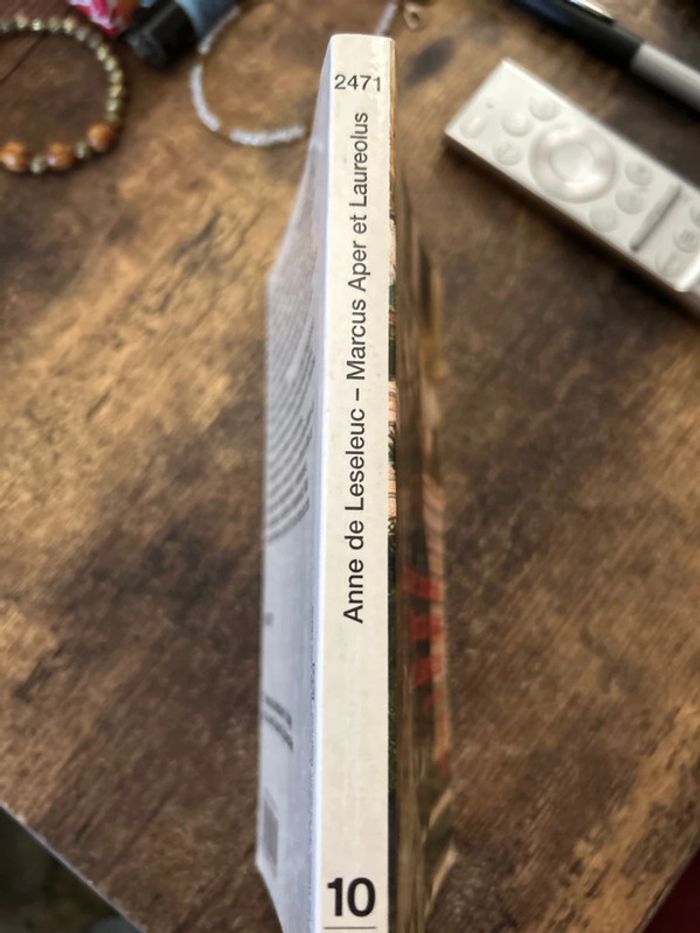 2471
Anne de Leseleuc – Marcus Aper et Laureolus
10